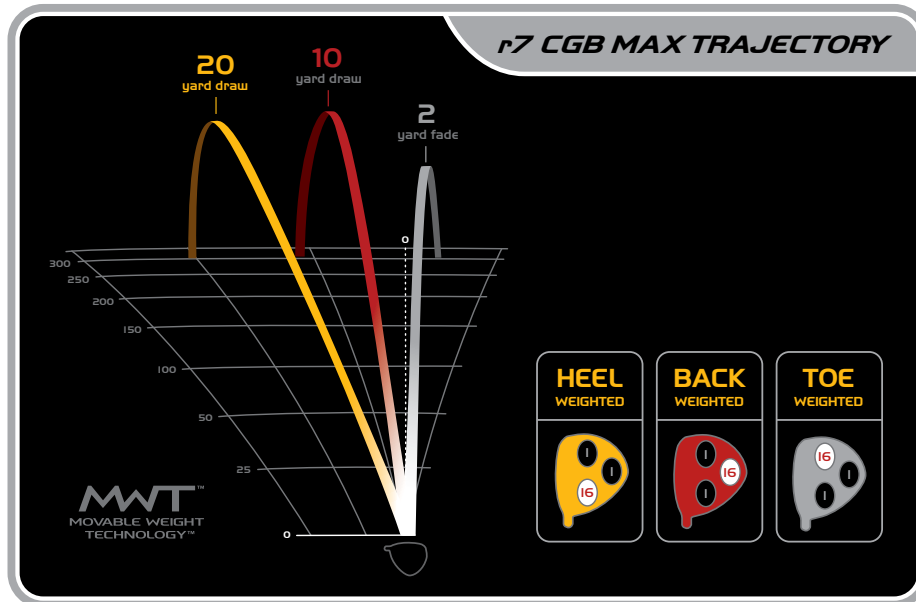 r7 CGB MAX TRAJECTORY
20
yard draw
10
yard draw
2
yard fade
0
300
250
200
150
100
50
25
0
MWT™
MOVABLE WEIGHT
TECHNOLOGY™
HEEL
WEIGHTED
1
1
16
BACK
WEIGHTED
1
16
1
TOE
WEIGHTED
16
1
1